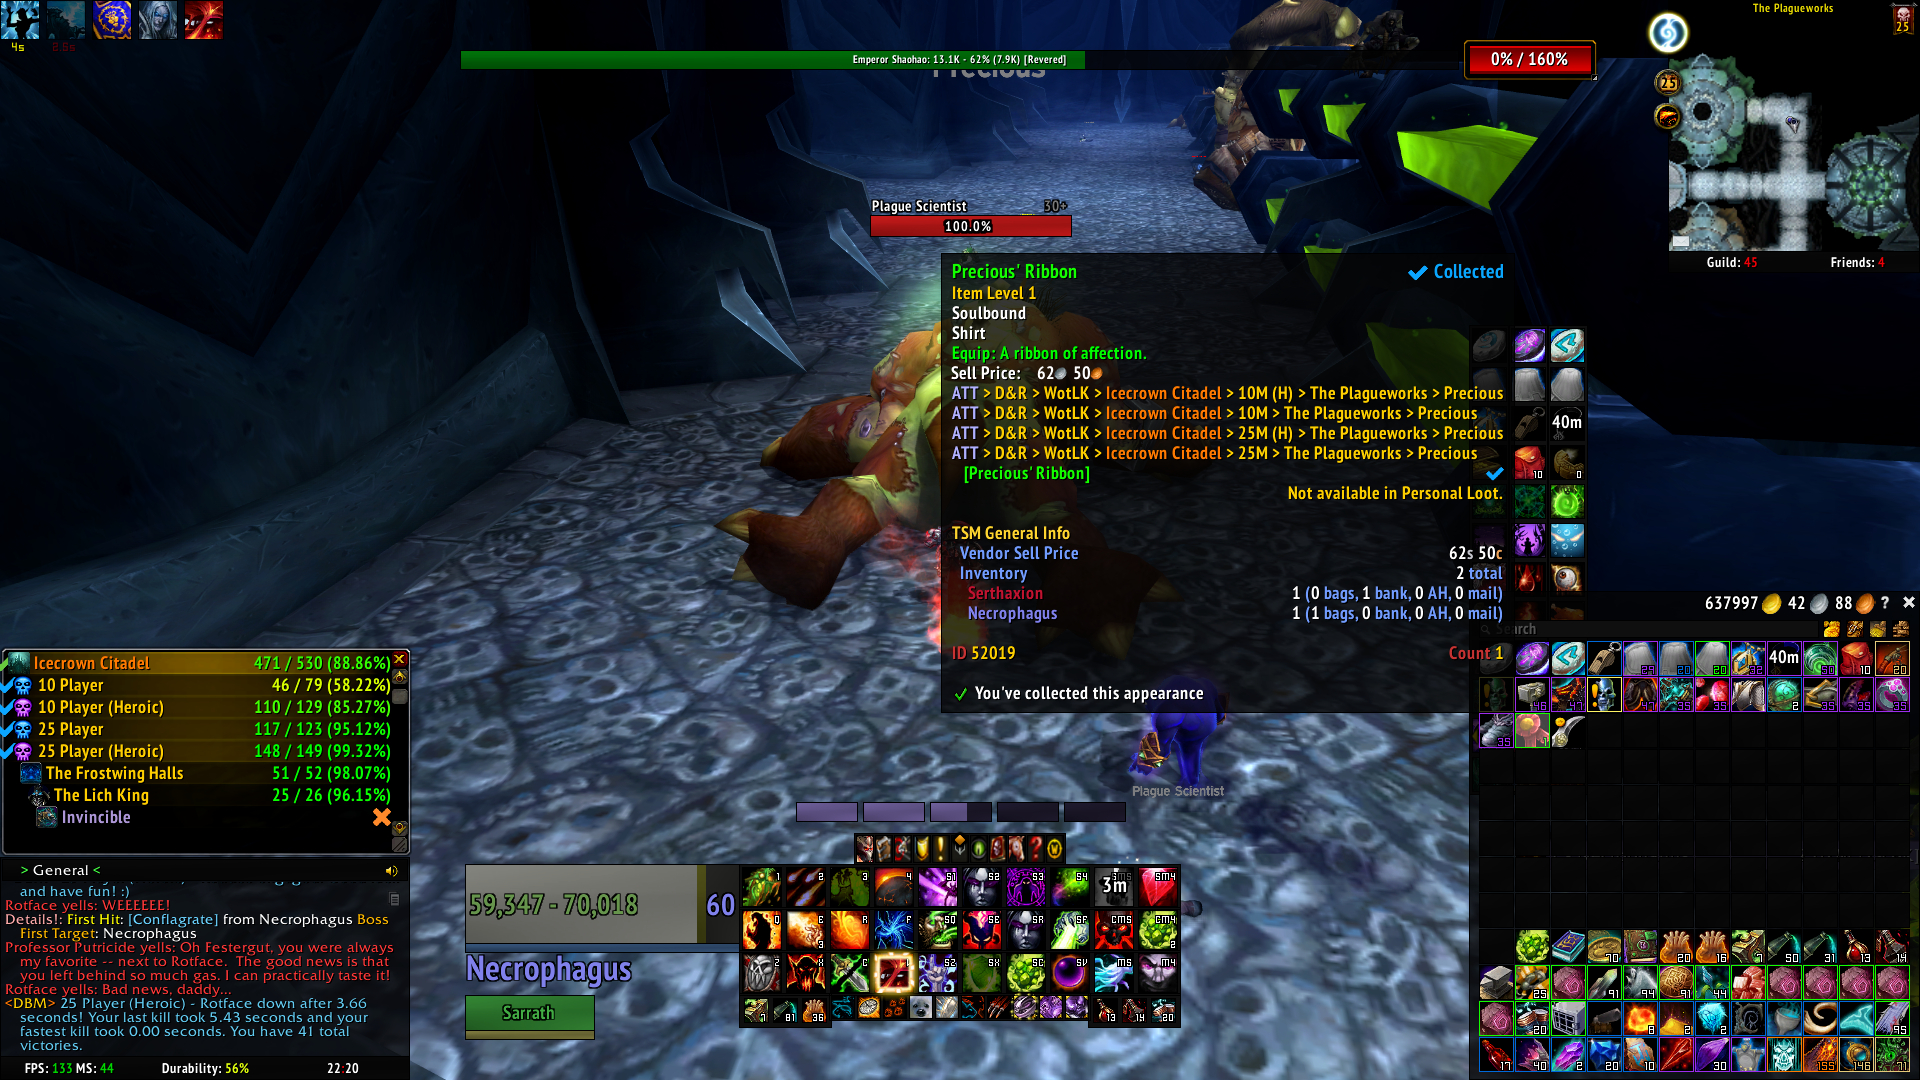 4s
2.8s
Emperor Shaohao: 13.1K - 62% (7.9K) [Revered]
Precious
0% / 160%
The Plagueworks
25
25
Guild: 45
Friends: 4
Plague Scientist
30+
100.0%
Precious' Ribbon
Collected
Item Level 1
Soulbound
Shirt
Equip: A ribbon of affection.
Sell Price: 62 50
ATT > D&R > WotLK > Icecrown Citadel > 10M (H) > The Plagueworks > Precious
ATT > D&R > WotLK > Icecrown Citadel > 10M > The Plagueworks > Precious
ATT > D&R > WotLK > Icecrown Citadel > 25M (H) > The Plagueworks > Precious
ATT > D&R > WotLK > Icecrown Citadel > 25M > The Plagueworks > Precious
[Precious' Ribbon]
Not available in Personal Loot.
TSM General Info
Vendor Sell Price 62s 50c
Inventory 2 total
Serthaxion 1 (0 bags, 1 bank, 0 AH, 0 mail)
Necrophagus 1 (1 bags, 0 bank, 0 AH, 0 mail)
ID 52019 Count 1
You've collected this appearance
40m
10
0
637997 42 88 ?
Search
40m
Plague Scientist
Icecrown Citadel 471 / 530 (88.86%)
10 Player 46 / 79 (58.22%)
10 Player (Heroic) 110 / 129 (85.27%)
25 Player 117 / 123 (95.12%)
25 Player (Heroic) 148 / 149 (99.32%)
The Frostwing Halls 51 / 52 (98.07%)
The Lich King 25 / 26 (96.15%)
Invincible
> General <
and have fun! :)
Rotface yells: WEEEEEE!
Details!: First Hit: [Conflagrate] from Necrophagus Boss
First Target: Necrophagus
Professor Putricide yells: Oh Festergut, you were always
my favorite -- next to Rotface. The good news is that
you left behind so much gas. I can practically taste it!
Rotface yells: Bad news, daddy...
<DBM> 25 Player (Heroic) - Rotface down after 3.66
seconds! Your last kill took 5.43 seconds and your
fastest kill took 0.00 seconds. You have 41 total
victories.
FPS: 133 MS: 44
Durability: 56%
22:20
59,347 - 70,018
60
Necrophagus
Sarrath
3m